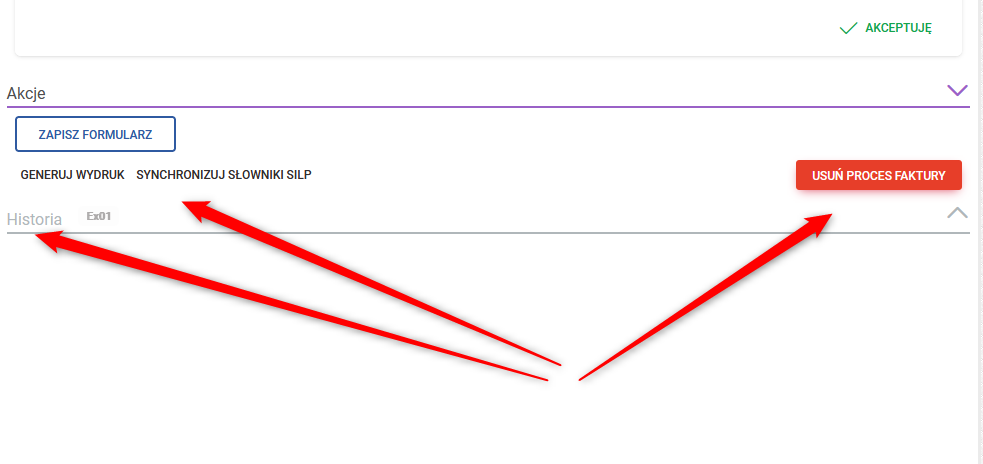 AKCEPTUJĘ
Akcje
ZAPISZ FORMULARZ
GENERUJ WYDRUK SYNCHRONIZUJ SŁOWNIKI SILP USUŃ PROCES FAKTURY
Historia Ex01